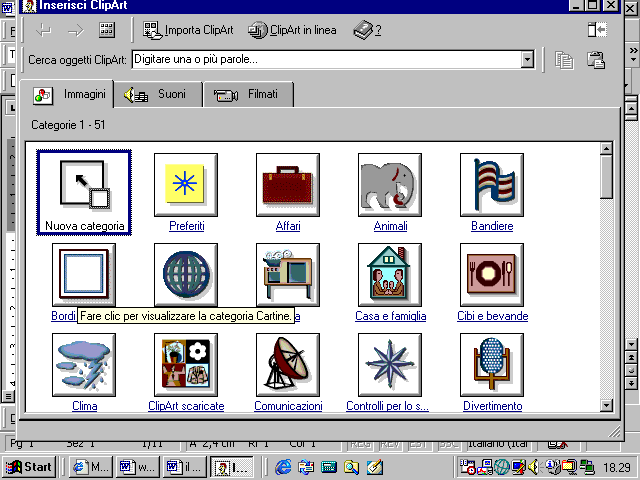 Inserisci ClipArt
Importa ClipArt
ClipArt in linea
?
Cerca oggetti ClipArt:
Digitare una o più parole...
Immagini
Suoni
Filmati
Categorie 1 - 51
Nuova categoria
Preferiti
Affari
Animali
Bandiere
Bordi
Fare clic per visualizzare la categoria Cartine.
a
Casa e famiglia
Cibi e bevande
Clima
ClipArt scaricate
Comunicazioni
Controlli per lo s...
Divertimento
Pg 1
Sez 1
1/11
A 2,4 cm
Ri 1
Col 1
REG
REV
EST
SSC
Italiano (Ital
Start
M...
w...
il ...
I...
18.29